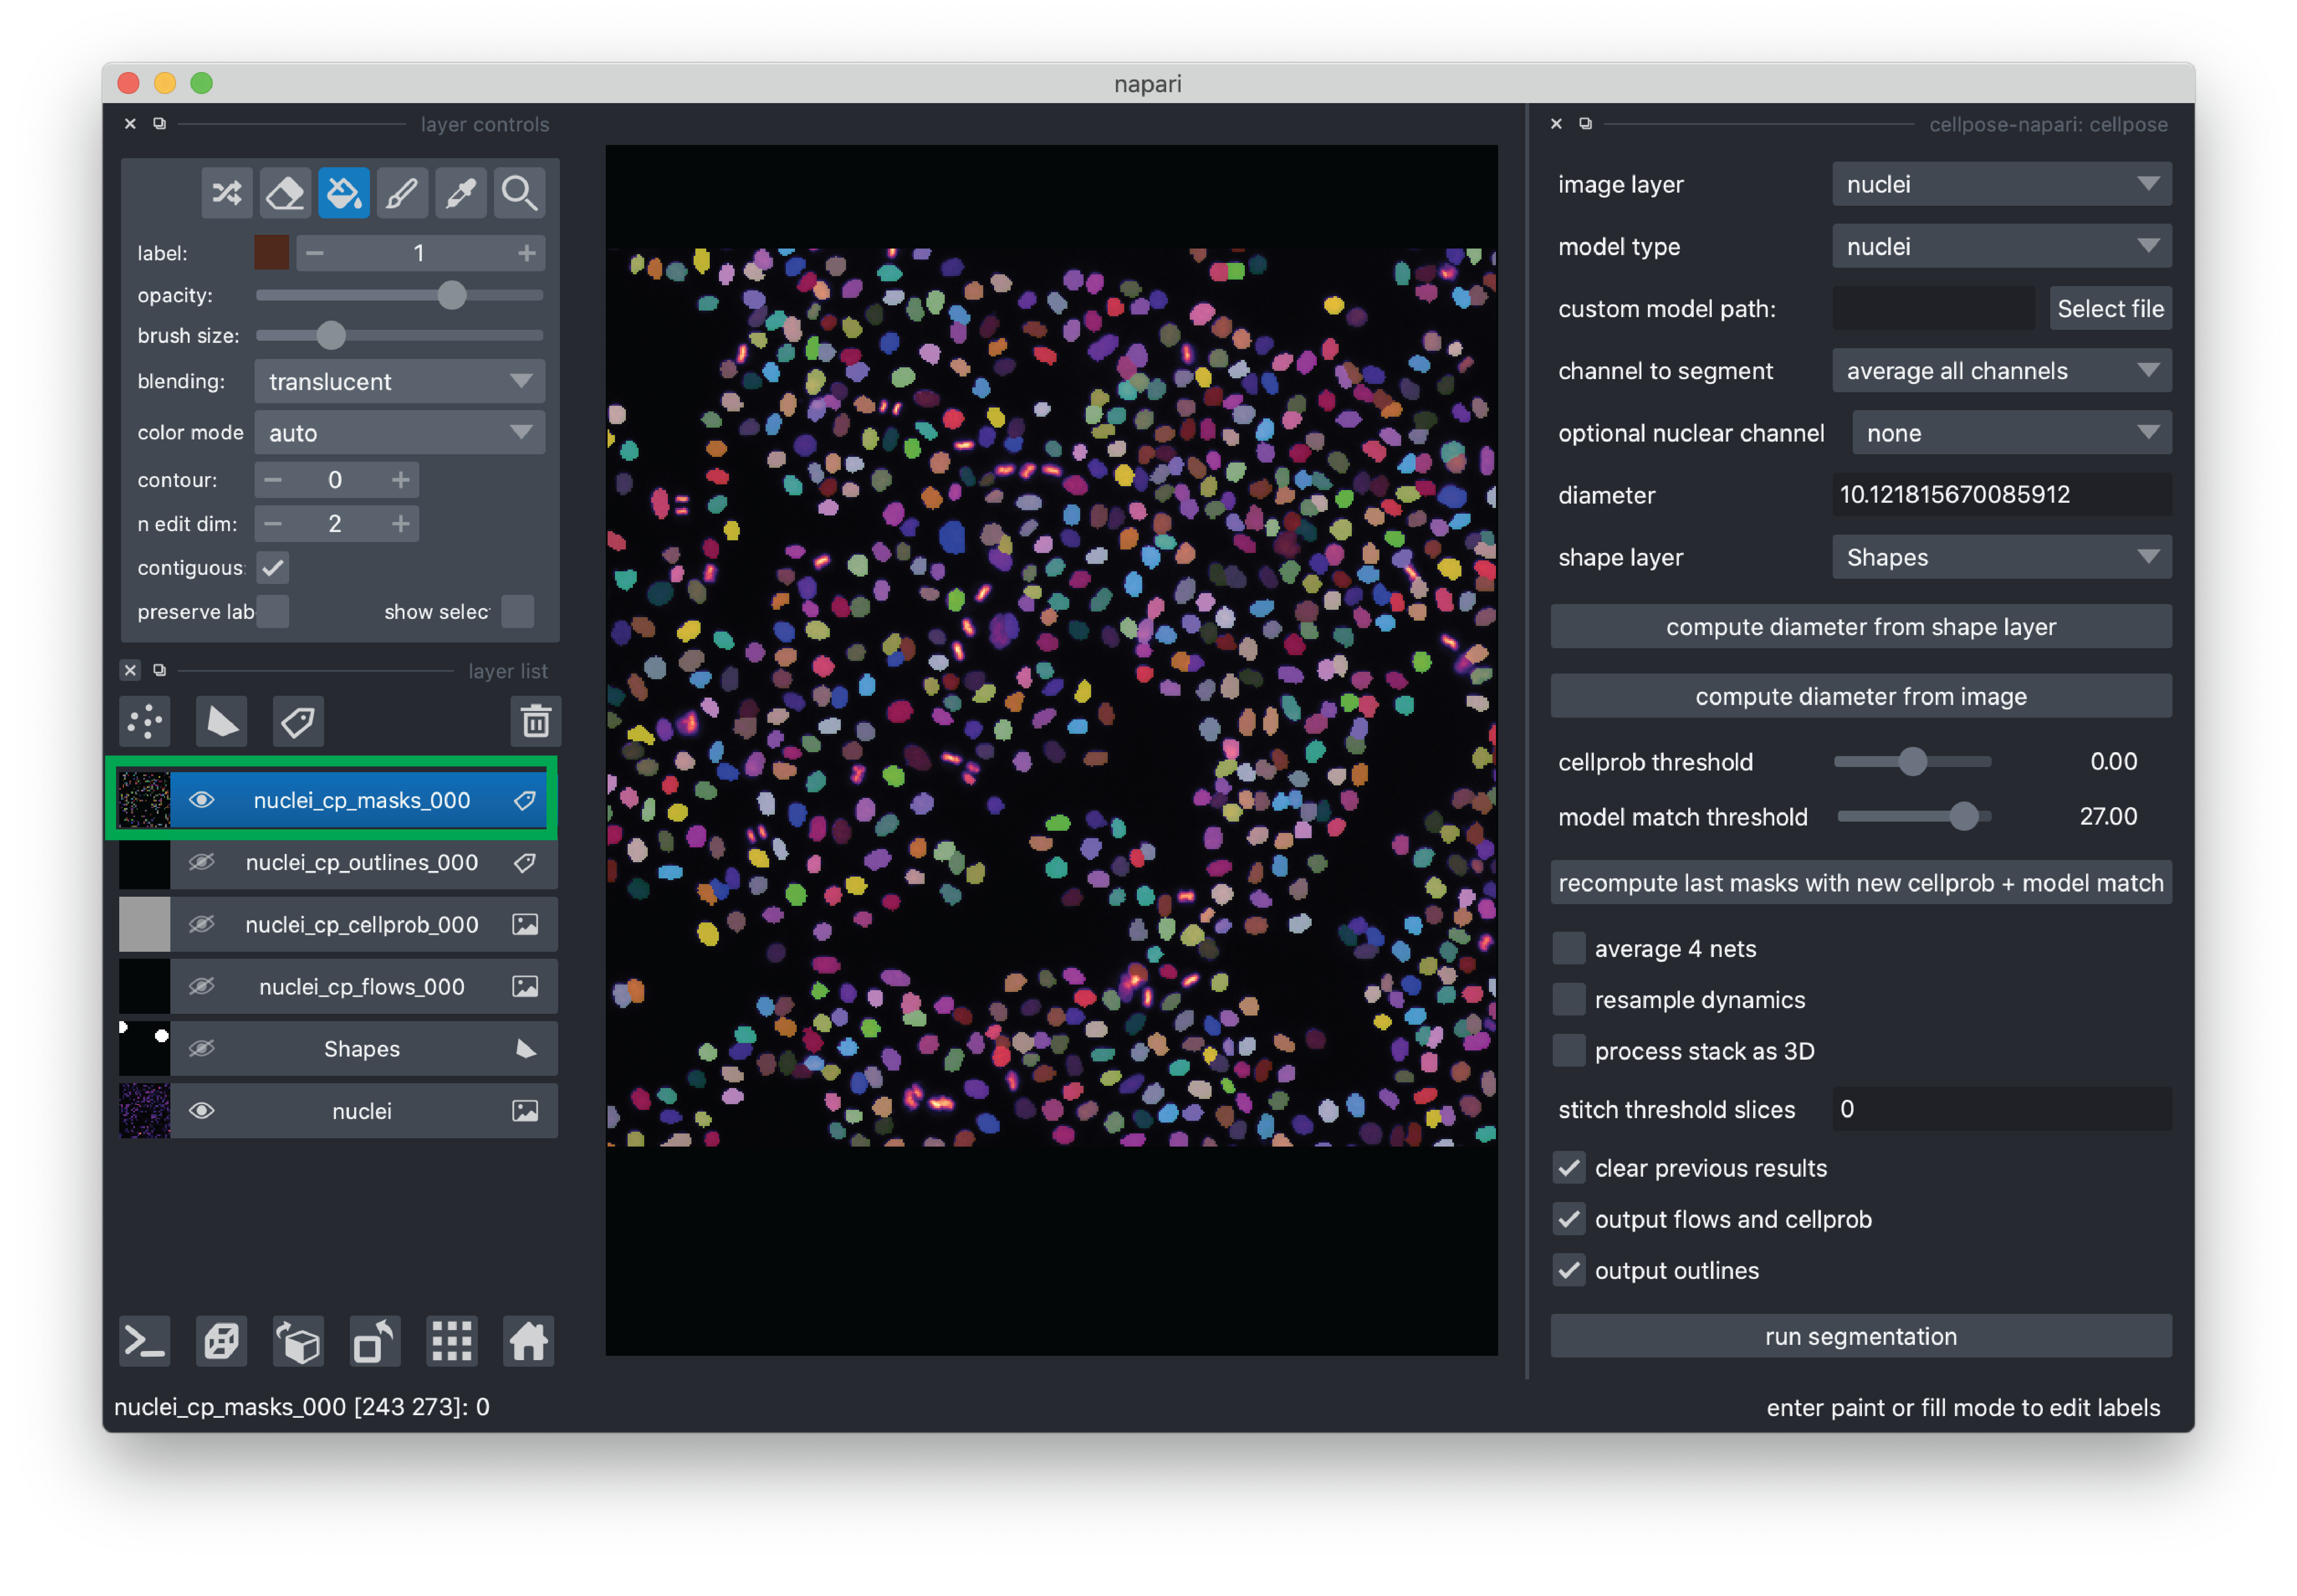 napari
layer controls
label:
1
opacity:
brush size:
blending:
translucent
color mode
auto
contour:
0
n edit dim:
2
contiguous:
preserve lab
show selec
layer list
nuclei_cp_masks_000
nuclei_cp_outlines_000
nuclei_cp_cellprob_000
nuclei_cp_flows_000
Shapes
nuclei
nuclei_cp_masks_000 [243 273]: 0
cellpose-napari: cellpose
image layer
nuclei
model type
nuclei
custom model path:
Select file
channel to segment
average all channels
optional nuclear channel
none
diameter
10.121815670085912
shape layer
Shapes
compute diameter from shape layer
compute diameter from image
cellprob threshold
0.00
model match threshold
27.00
recompute last masks with new cellprob + model match
average 4 nets
resample dynamics
process stack as 3D
stitch threshold slices
0
clear previous results
output flows and cellprob
output outlines
run segmentation
enter paint or fill mode to edit labels